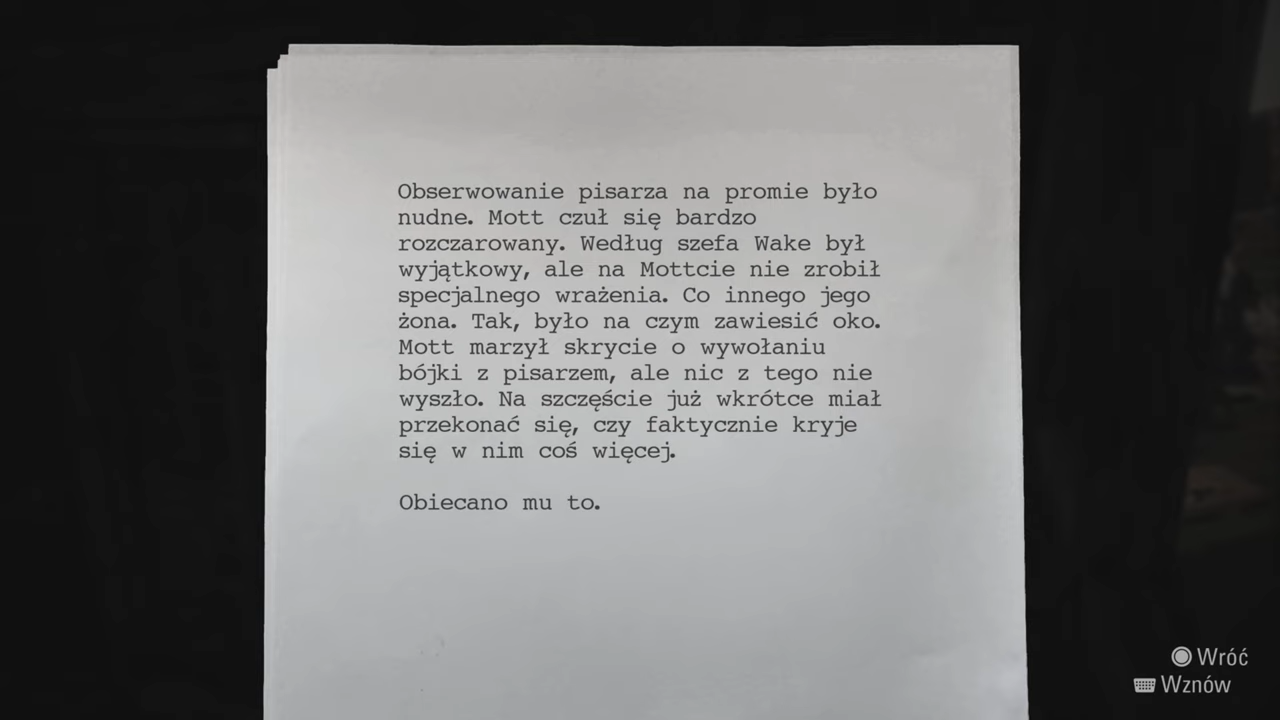 Obserwowanie pisarza na promie było
nudne. Mott czuł się bardzo
rozczarowany. Według szefa Wake był
wyjątkowy, ale na Mottcie nie zrobił
specjalnego wrażenia. Co innego jego
żona. Tak, było na czym zawiesić oko.
Mott marzył skrycie o wywołaniu
bójki z pisarzem, ale nic z tego nie
wyszło. Na szczęście już wkrótce miał
przekonać się, czy faktycznie kryje
się w nim coś więcej.
Obiecano mu to.
Wróć
Wznów